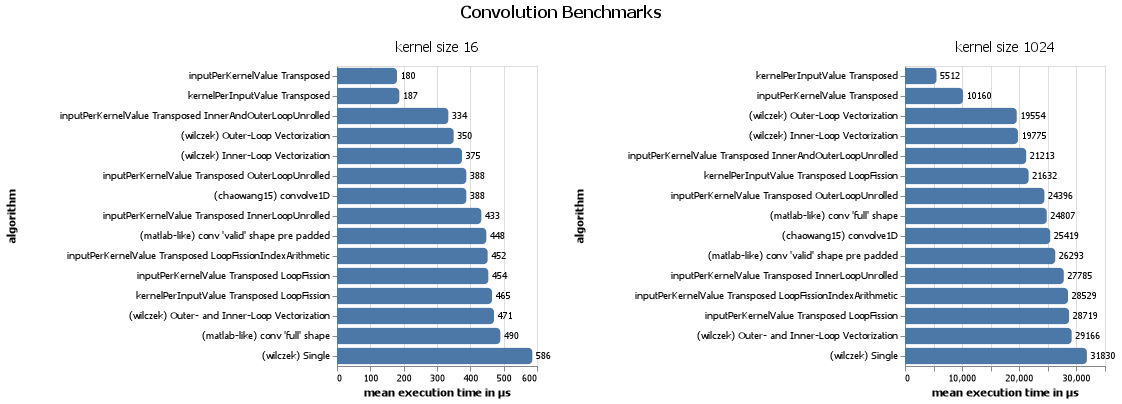 Convolution Benchmarks
kernel size 16
algorithm
inputPerKernelValue Transposed 180
kernelPerInputValue Transposed 187
inputPerKernelValue Transposed InnerAndOuterLoopUnrolled 334
(wilczek) Outer-Loop Vectorization 350
(wilczek) Inner-Loop Vectorization 375
inputPerKernelValue Transposed OuterLoopUnrolled 388
(chaowang15) convolve1D 388
inputPerKernelValue Transposed InnerLoopUnrolled 433
(matlab-like) conv 'valid' shape pre padded 448
inputPerKernelValue Transposed LoopFissionIndexArithmetic 452
inputPerKernelValue Transposed LoopFission 454
kernelPerInputValue Transposed LoopFission 465
(wilczek) Outer- and Inner-Loop Vectorization 471
(matlab-like) conv 'full' shape 490
(wilczek) Single 586
0 100 200 300 400 500 600
mean execution time in µs
kernel size 1024
algorithm
kernelPerInputValue Transposed 5512
inputPerKernelValue Transposed 10160
(wilczek) Outer-Loop Vectorization 19554
(wilczek) Inner-Loop Vectorization 19775
inputPerKernelValue Transposed InnerAndOuterLoopUnrolled 21213
kernelPerInputValue Transposed LoopFission 21632
inputPerKernelValue Transposed OuterLoopUnrolled 24396
(matlab-like) conv 'full' shape 24807
(chaowang15) convolve1D 25419
(matlab-like) conv 'valid' shape pre padded 26293
inputPerKernelValue Transposed InnerLoopUnrolled 27785
inputPerKernelValue Transposed LoopFissionIndexArithmetic 28529
inputPerKernelValue Transposed LoopFission 28719
(wilczek) Outer- and Inner-Loop Vectorization 29166
(wilczek) Single 31830
0 10,000 20,000 30,000
mean execution time in µs